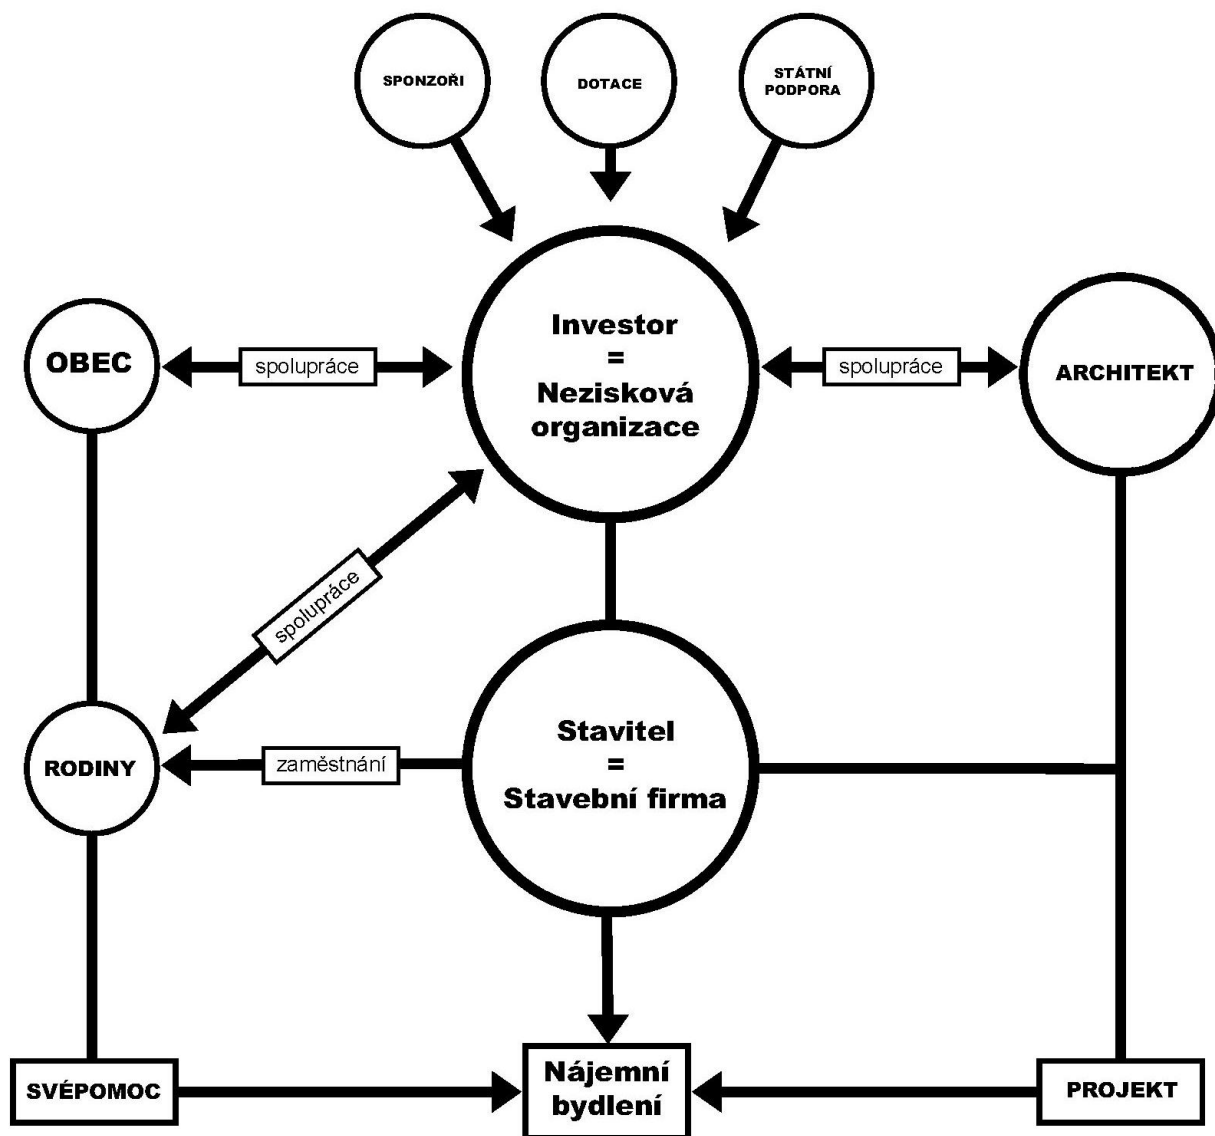 SPONZOŘI
DOTACE
STÁTNÍ
PODPORA
OBEC
spolupráce
Investor
=
Nezisková
organizace
spolupráce
ARCHITEKT
spolupráce
RODINY
zaměstnání
Stavitel
=
Stavební firma
SVÉPOMOC
Nájemní
bydlení
PROJEKT